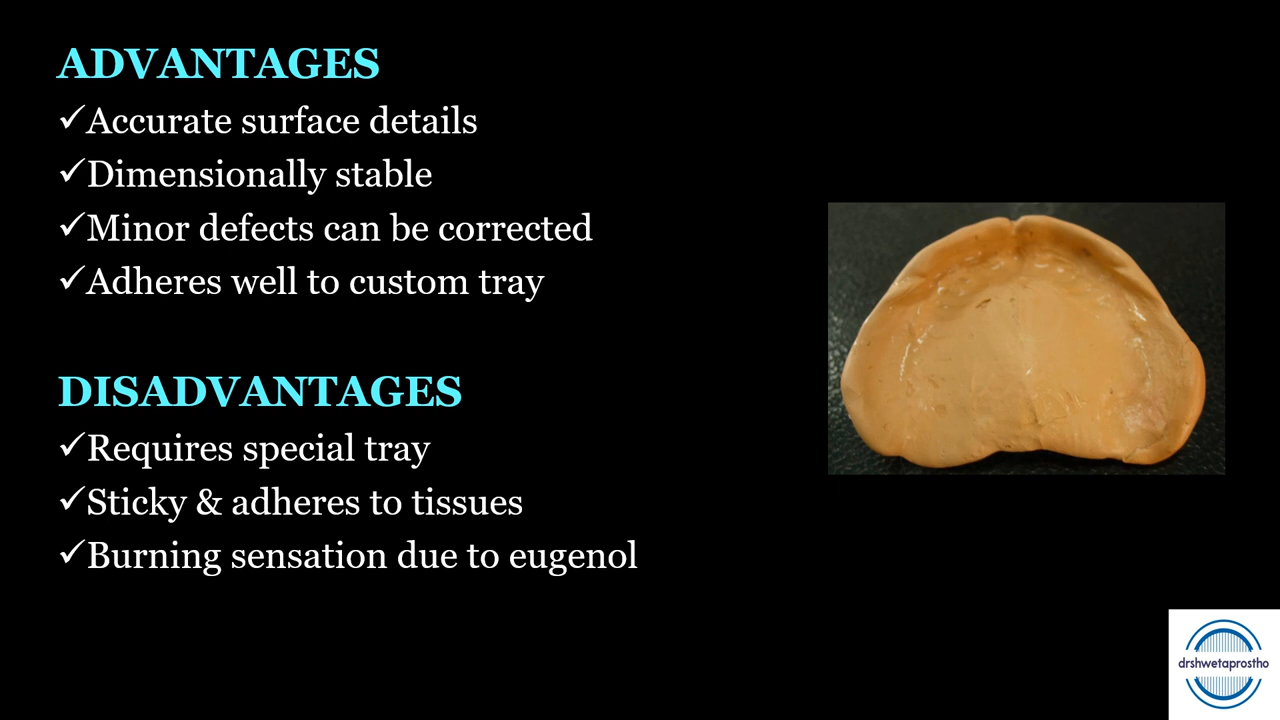 ADVANTAGES
✓Accurate surface details
✓Dimensionally stable
✓Minor defects can be corrected
✓Adheres well to custom tray
DISADVANTAGES
✓Requires special tray
✓Sticky & adheres to tissues
✓Burning sensation due to eugenol
drshwetaprostho